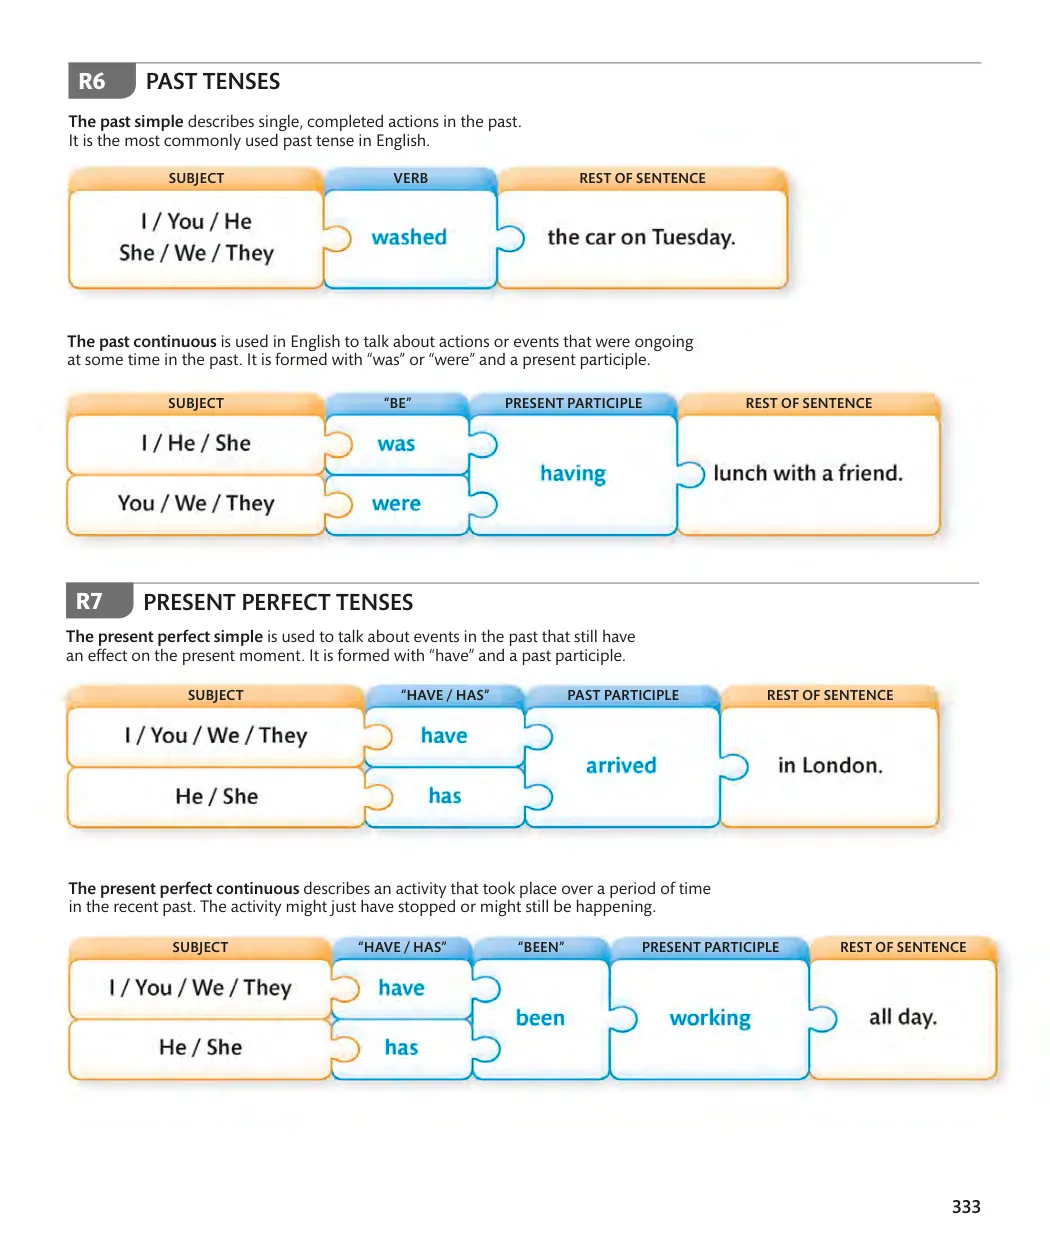 R6 PAST TENSES
The past simple describes single, completed actions in the past.
It is the most commonly used past tense in English.
SUBJECT VERB REST OF SENTENCE
I / You / He
She / We / They
washed
the car on Tuesday.
The past continuous is used in English to talk about actions or events that were ongoing
at some time in the past. It is formed with “was” or “were” and a present participle.
SUBJECT “BE” PRESENT PARTICIPLE REST OF SENTENCE
I / He / She was
having lunch with a friend.
You / We / They were
R7 PRESENT PERFECT TENSES
The present perfect simple is used to talk about events in the past that still have
an effect on the present moment. It is formed with “have” and a past participle.
SUBJECT “HAVE / HAS” PAST PARTICIPLE REST OF SENTENCE
I / You / We / They have
arrived in London.
He / She has
The present perfect continuous describes an activity that took place over a period of time
in the recent past. The activity might just have stopped or might still be happening.
SUBJECT “HAVE / HAS” “BEEN” PRESENT PARTICIPLE REST OF SENTENCE
I / You / We / They have
been working all day.
He / She has
333